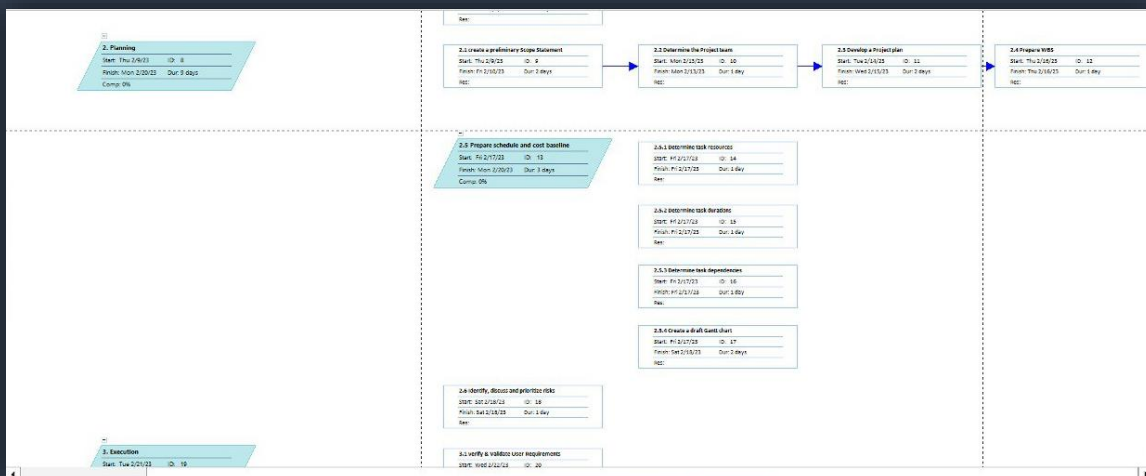 Res:
2. Planning
Start: Thu 2/9/23 ID: 8
Finish: Mon 2/20/23 Dur: 9 days
Comp: 0%
2.1 create a preliminary Scope Statement
Start: Thu 2/9/23 ID: 9
Finish: Fri 2/10/23 Dur: 2 days
Res:
2.2 Determine the Project team
Start: Mon 2/13/23 ID: 10
Finish: Mon 2/13/23 Dur: 1 day
Res:
2.3 Develop a Project plan
Start: Tue 2/14/23 ID: 11
Finish: Wed 2/15/23 Dur: 2 days
Res:
2.4 Prepare WBS
Start: Thu 2/16/23 ID: 12
Finish: Thu 2/16/23 Dur: 1 day
Res:
2.5 Prepare schedule and cost baseline
Start: Fri 2/17/23 ID: 13
Finish: Mon 2/20/23 Dur: 3 days
Comp: 0%
2.5.1 Determine task resources
Start: Fri 2/17/23 ID: 14
Finish: Fri 2/17/23 Dur: 1 day
Res:
2.5.2 Determine task durations
Start: Fri 2/17/23 ID: 15
Finish: Fri 2/17/23 Dur: 1 day
Res:
2.5.3 Determine task dependencies
Start: Fri 2/17/23 ID: 16
Finish: Fri 2/17/23 Dur: 1 day
Res:
2.5.4 Create a draft Gantt chart
Start: Fri 2/17/23 ID: 17
Finish: Sat 2/18/23 Dur: 2 days
Res:
2.6 Identify, discuss and prioritize risks
Start: Sat 2/18/23 ID: 18
Finish: Sat 2/18/23 Dur: 1 day
Res:
3. Execution
Start: Tue 2/21/23 ID: 19
3.1 Verify & Validate User Requirements
Start: Wed 2/22/23 ID: 20